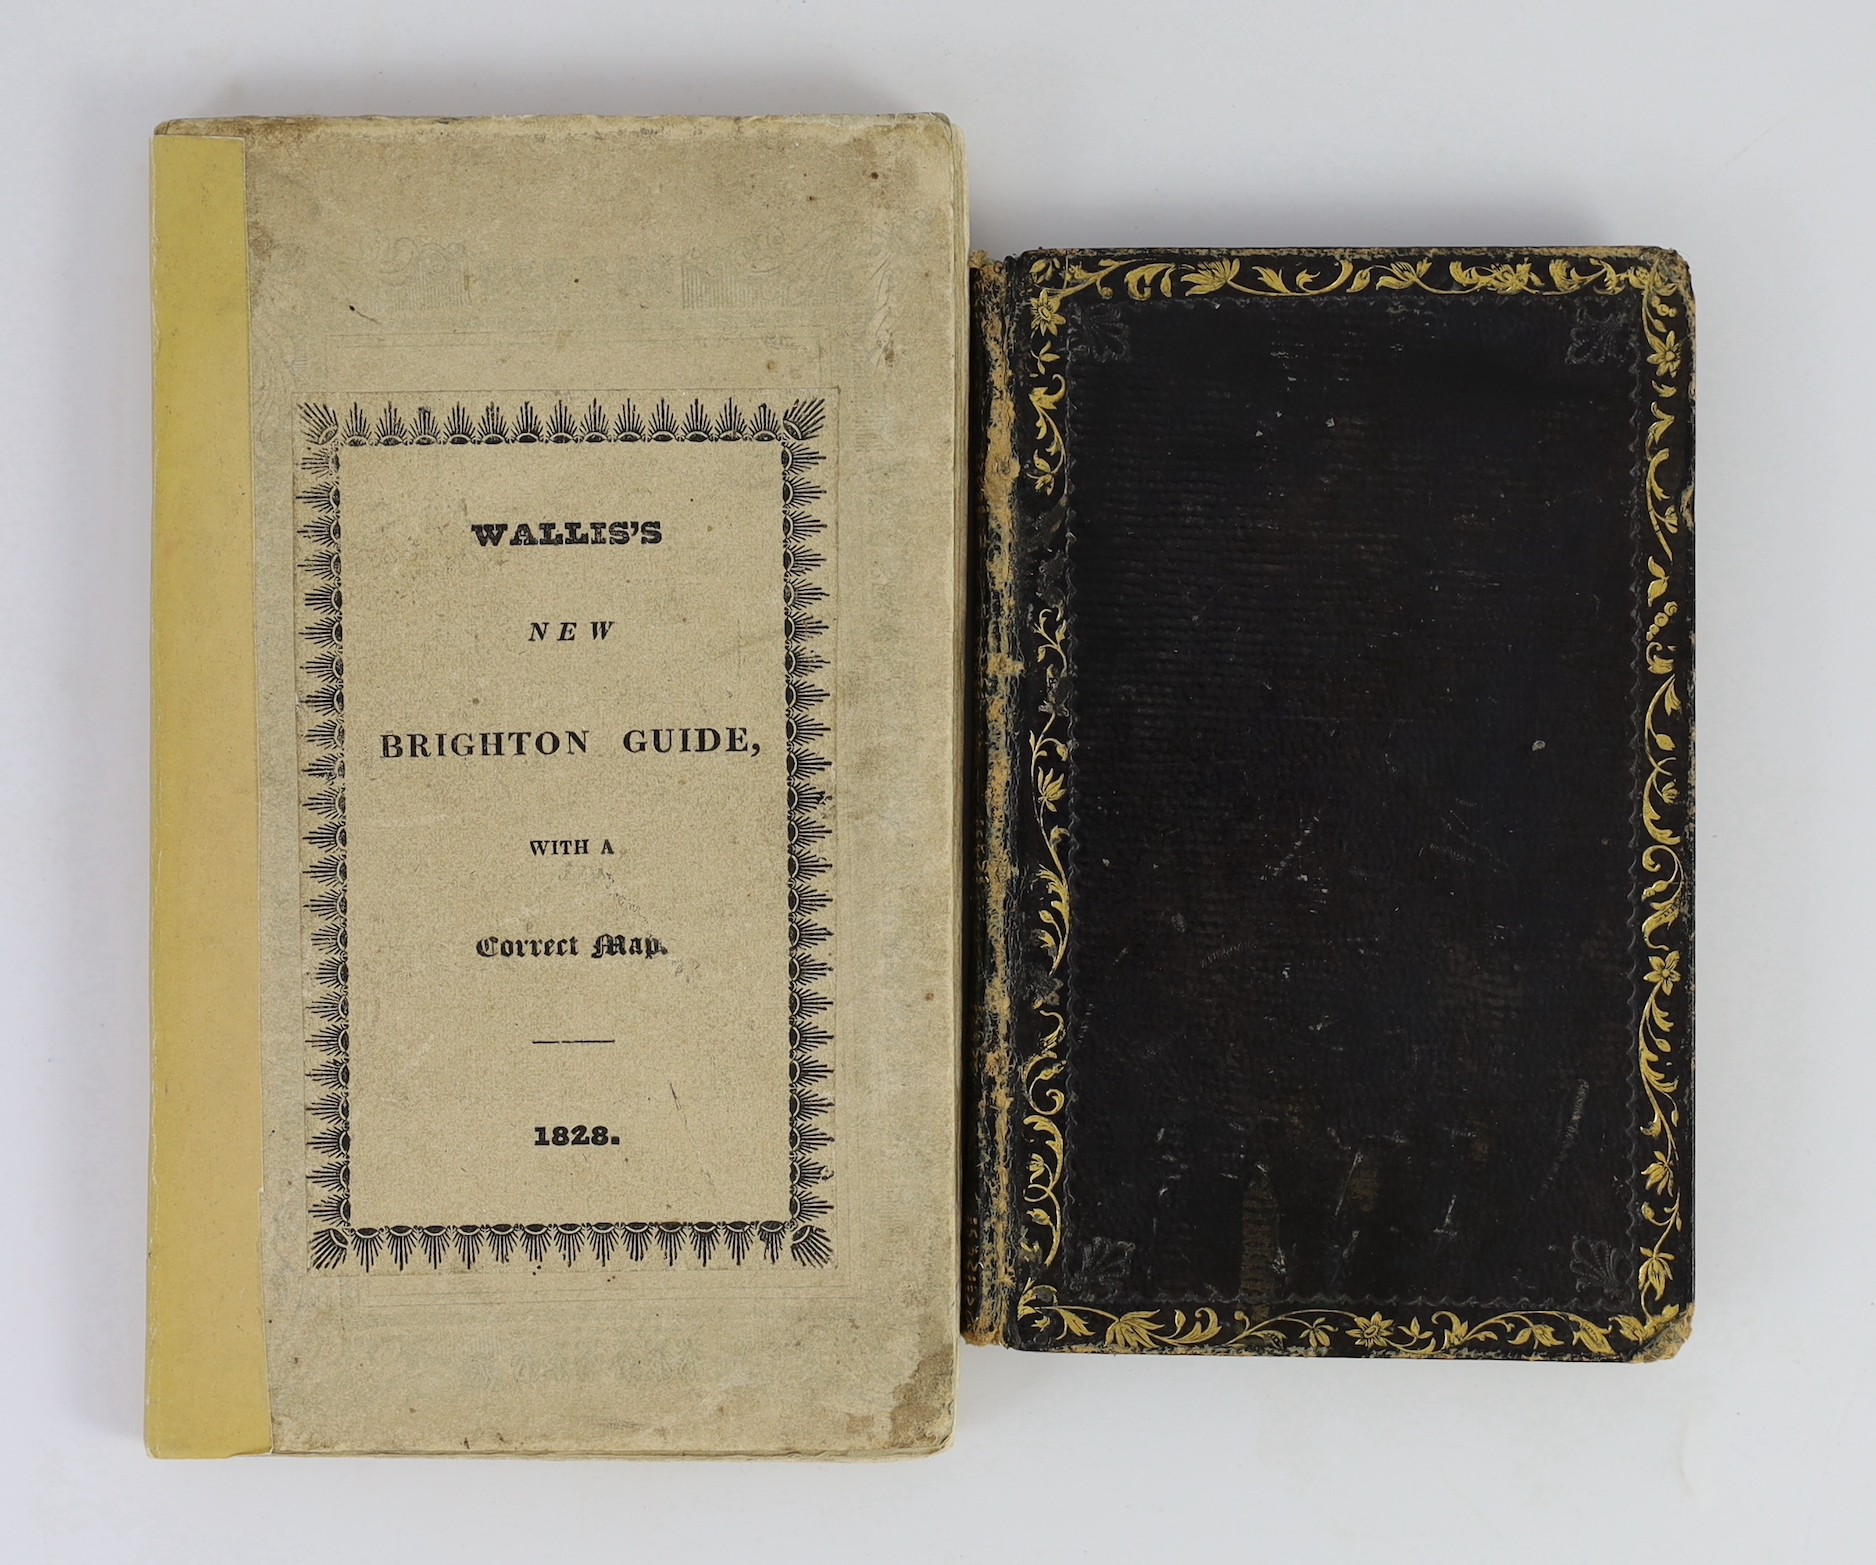 WALLIS'S
NEW
BRIGHTON GUIDE,
WITH A
Correct Map.
1828.